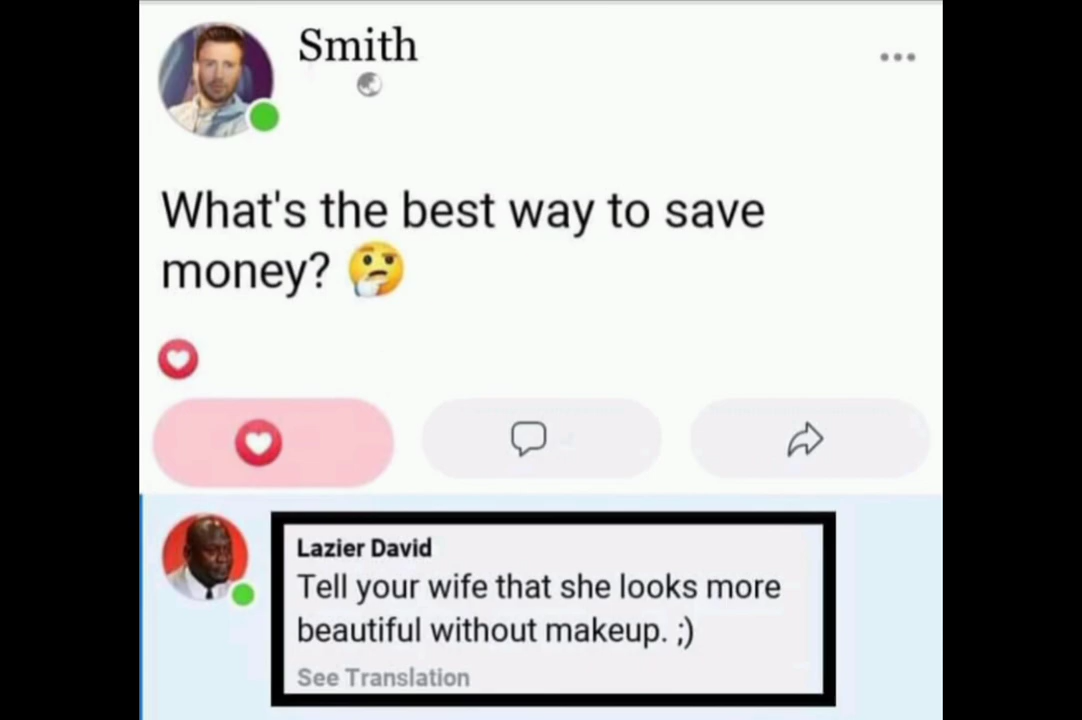 Smith
What's the best way to save
money? 🤔
Lazier David
Tell your wife that she looks more
beautiful without makeup. ;)
See Translation